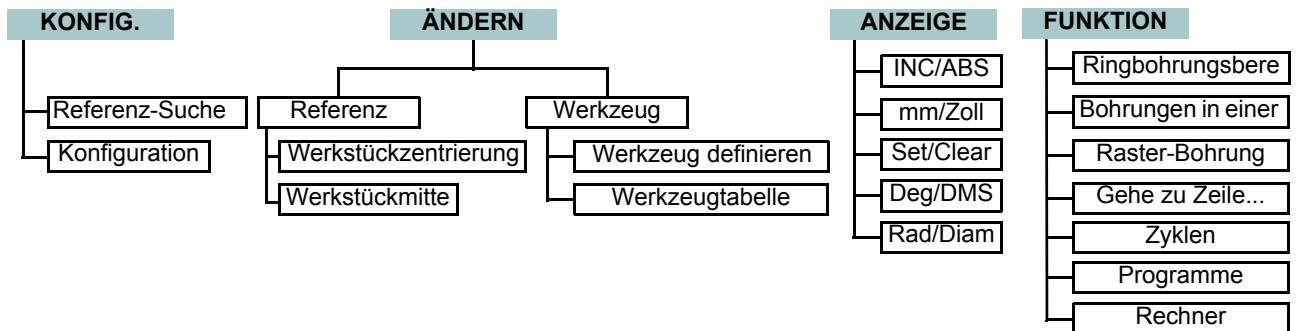 KONFIG.
Referenz-Suche
Konfiguration
ÄNDERN
Referenz
Werkstückzentrierung
Werkstückmitte
Werkzeug
Werkzeug definieren
Werkzeugtabelle
ANZEIGE
INC/ABS
mm/Zoll
Set/Clear
Deg/DMS
Rad/Diam
FUNKTION
Ringbohrungsbere
Bohrungen in einer
Raster-Bohrung
Gehe zu Zeile...
Zyklen
Programme
Rechner